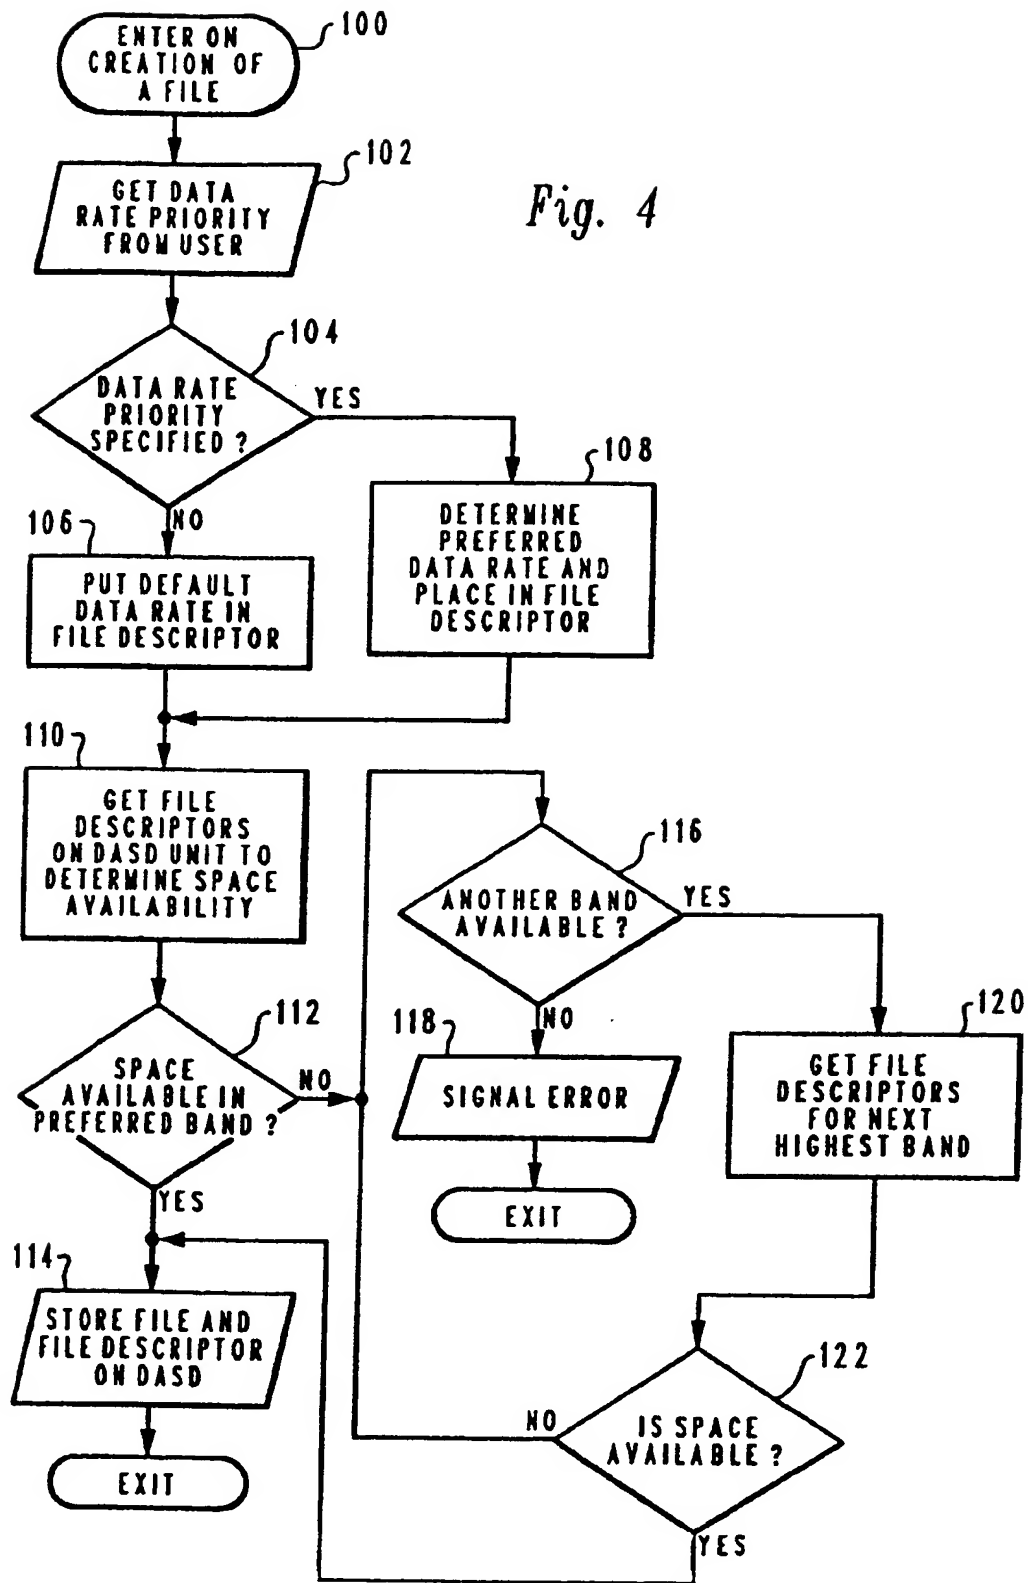 100
ENTER ON
CREATION OF
A FILE
102
GET DATA
RATE PRIORITY
FROM USER
Fig. 4
104
DATA RATE
PRIORITY
SPECIFIED ?
YES
NO
106
PUT DEFAULT
DATA RATE IN
FILE DESCRIPTOR
108
DETERMINE
PREFERRED
DATA RATE AND
PLACE IN FILE
DESCRIPTOR
110
GET FILE
DESCRIPTORS
ON DASD UNIT TO
DETERMINE SPACE
AVAILABILITY
112
SPACE
AVAILABLE IN
PREFERRED BAND ?
NO
YES
114
STORE FILE AND
FILE DESCRIPTOR
ON DASD
EXIT
116
ANOTHER BAND
AVAILABLE ?
YES
NO
118
SIGNAL ERROR
EXIT
120
GET FILE
DESCRIPTORS
FOR NEXT
HIGHEST BAND
122
IS SPACE
AVAILABLE ?
NO
YES